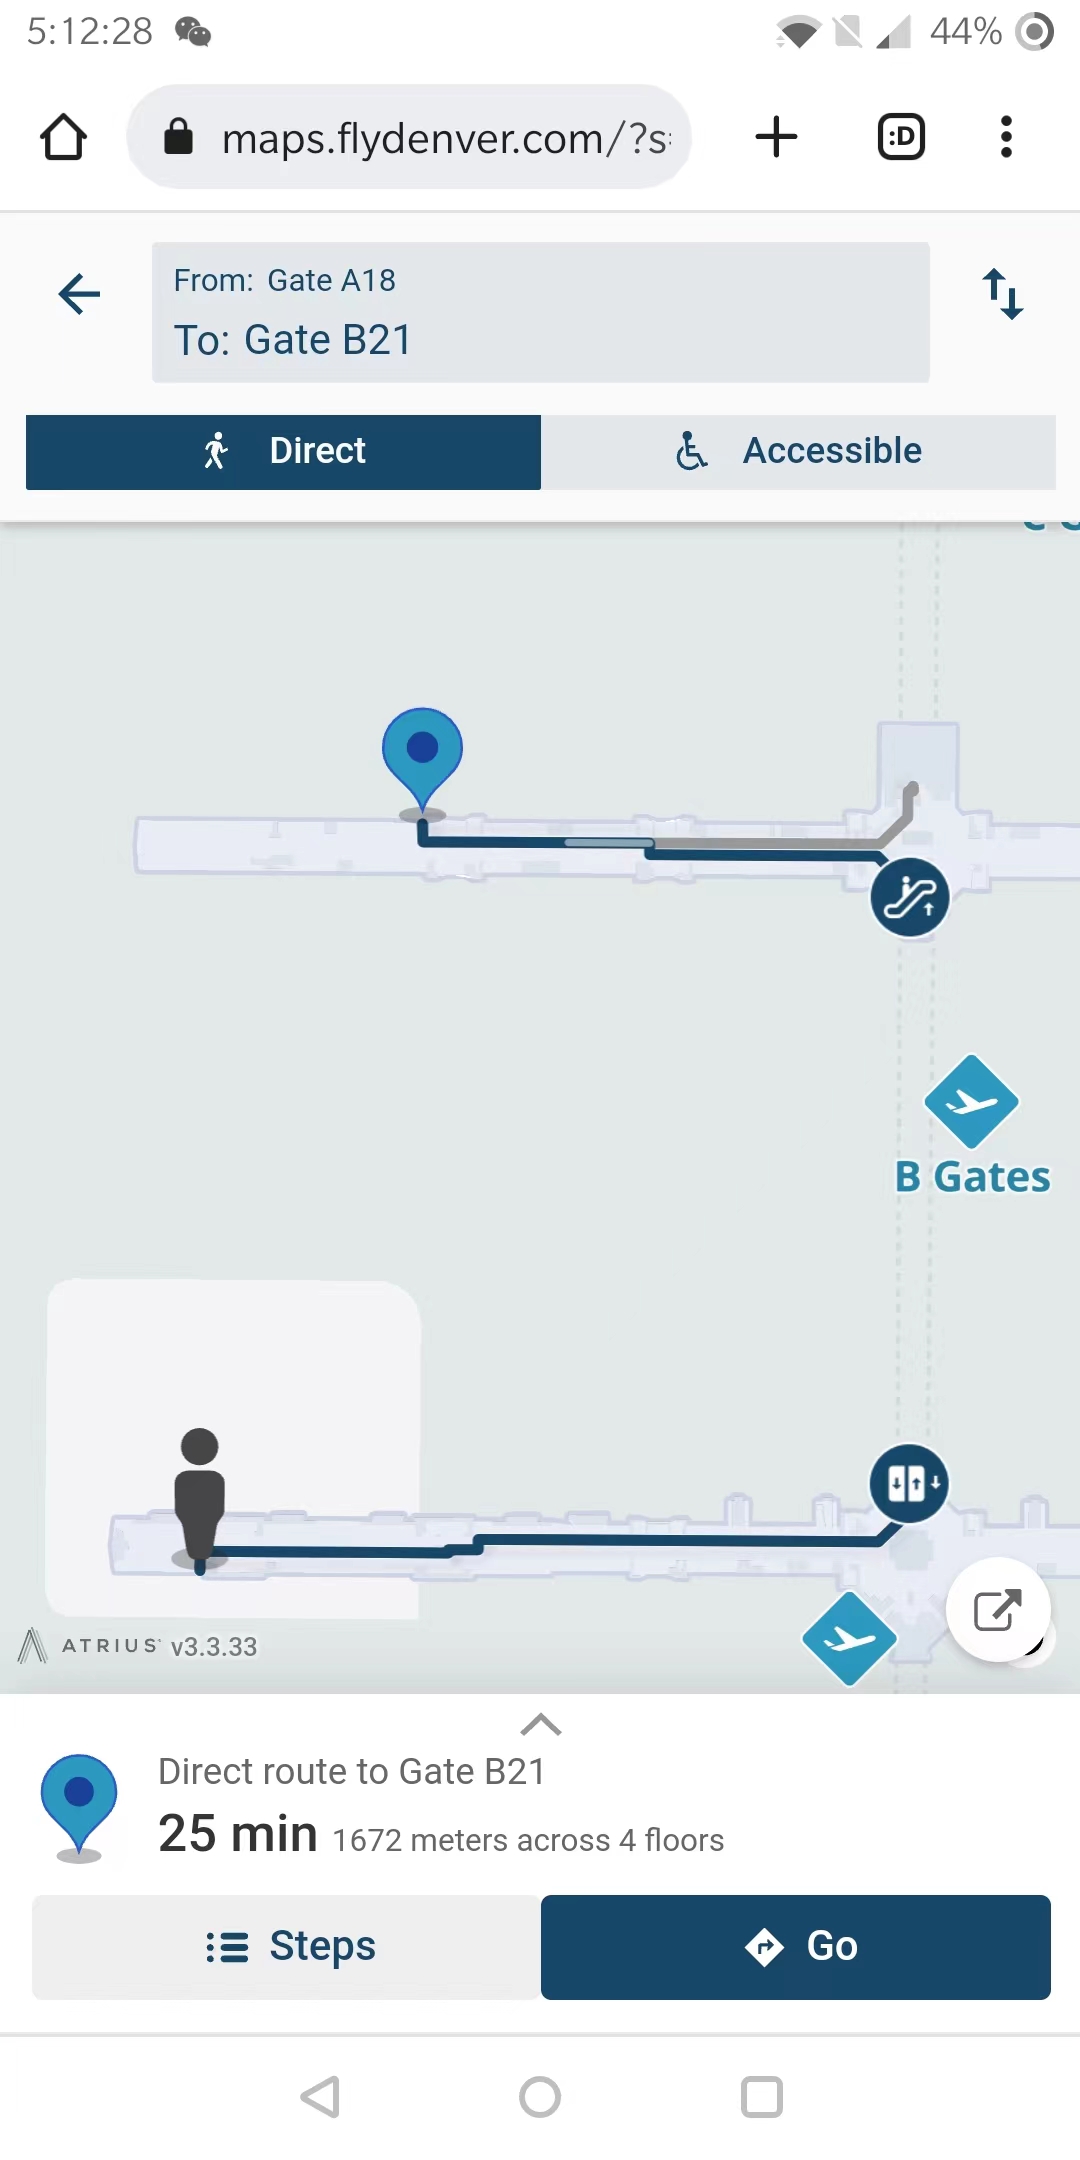 5:12:28
44%
maps.flydenver.com/?s
:D
From: Gate A18
To: Gate B21
Direct
Accessible
B Gates
ATRIUS v3.3.33
Direct route to Gate B21
25 min 1672 meters across 4 floors
Steps
Go